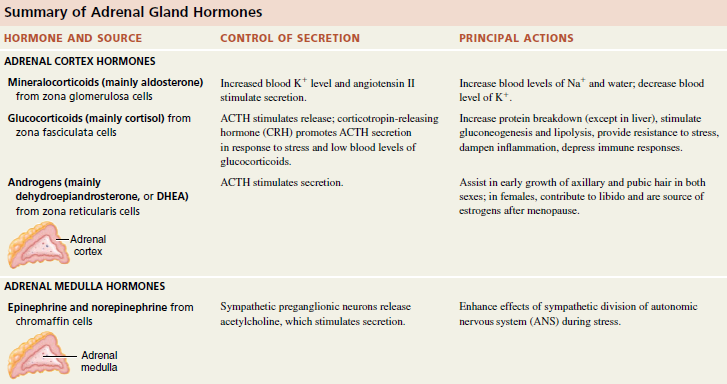 Summary of Adrenal Gland Hormones
HORMONE AND SOURCE CONTROL OF SECRETION PRINCIPAL ACTIONS
ADRENAL CORTEX HORMONES
Mineralocorticoids (mainly aldosterone)
from zona glomerulosa cells
Increased blood K⁺ level and angiotensin II
stimulate secretion.
Increase blood levels of Na⁺ and water; decrease blood
level of K⁺.
Glucocorticoids (mainly cortisol) from
zona fasciculata cells
ACTH stimulates release; corticotropin-releasing
hormone (CRH) promotes ACTH secretion
in response to stress and low blood levels of
glucocorticoids.
Increase protein breakdown (except in liver), stimulate
gluconeogenesis and lipolysis, provide resistance to stress,
dampen inflammation, depress immune responses.
Androgens (mainly
dehydroepiandrosterone, or DHEA)
from zona reticularis cells
ACTH stimulates secretion.
Assist in early growth of axillary and pubic hair in both
sexes; in females, contribute to libido and are source of
estrogens after menopause.
Adrenal
cortex
ADRENAL MEDULLA HORMONES
Epinephrine and norepinephrine from
chromaffin cells
Sympathetic preganglionic neurons release
acetylcholine, which stimulates secretion.
Enhance effects of sympathetic division of autonomic
nervous system (ANS) during stress.
Adrenal
medulla